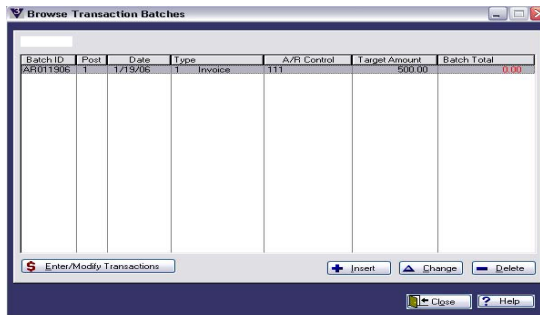 Browse Transaction Batches
Batch ID Post Date Type A/R Control Target Amount Batch Total
AR011906 1 1/19/06 1 Invoice 111 500.00 0.00
$ Enter/Modify Transactions Insert Change Delete
Close ? Help